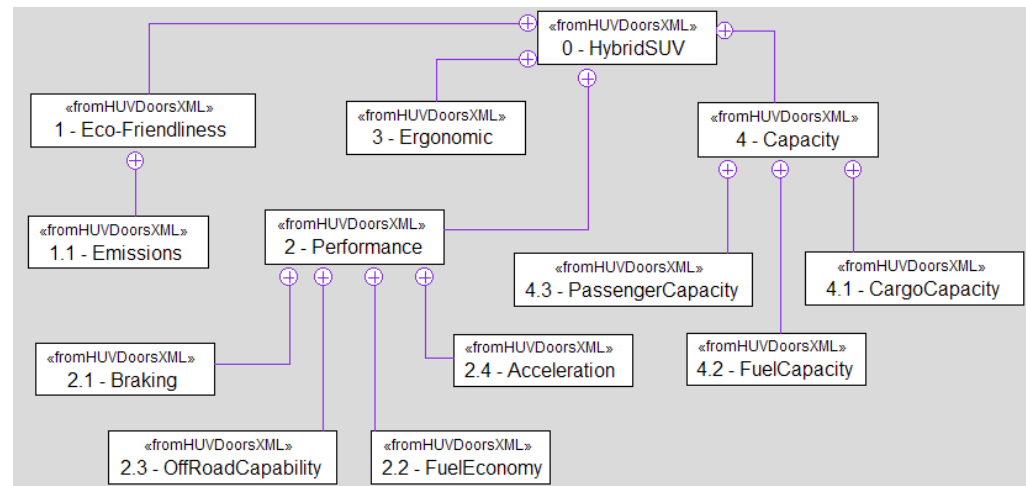 «fromHUVDoorsXML»
0 - HybridSUV
«fromHUVDoorsXML»
1 - Eco-Friendliness
«fromHUVDoorsXML»
3 - Ergonomic
«fromHUVDoorsXML»
4 - Capacity
«fromHUVDoorsXML»
1.1 - Emissions
«fromHUVDoorsXML»
2 - Performance
«fromHUVDoorsXML»
4.3 - PassengerCapacity
«fromHUVDoorsXML»
4.1 - CargoCapacity
«fromHUVDoorsXML»
2.1 - Braking
«fromHUVDoorsXML»
2.4 - Acceleration
«fromHUVDoorsXML»
4.2 - FuelCapacity
«fromHUVDoorsXML»
2.3 - OffRoadCapability
«fromHUVDoorsXML»
2.2 - FuelEconomy